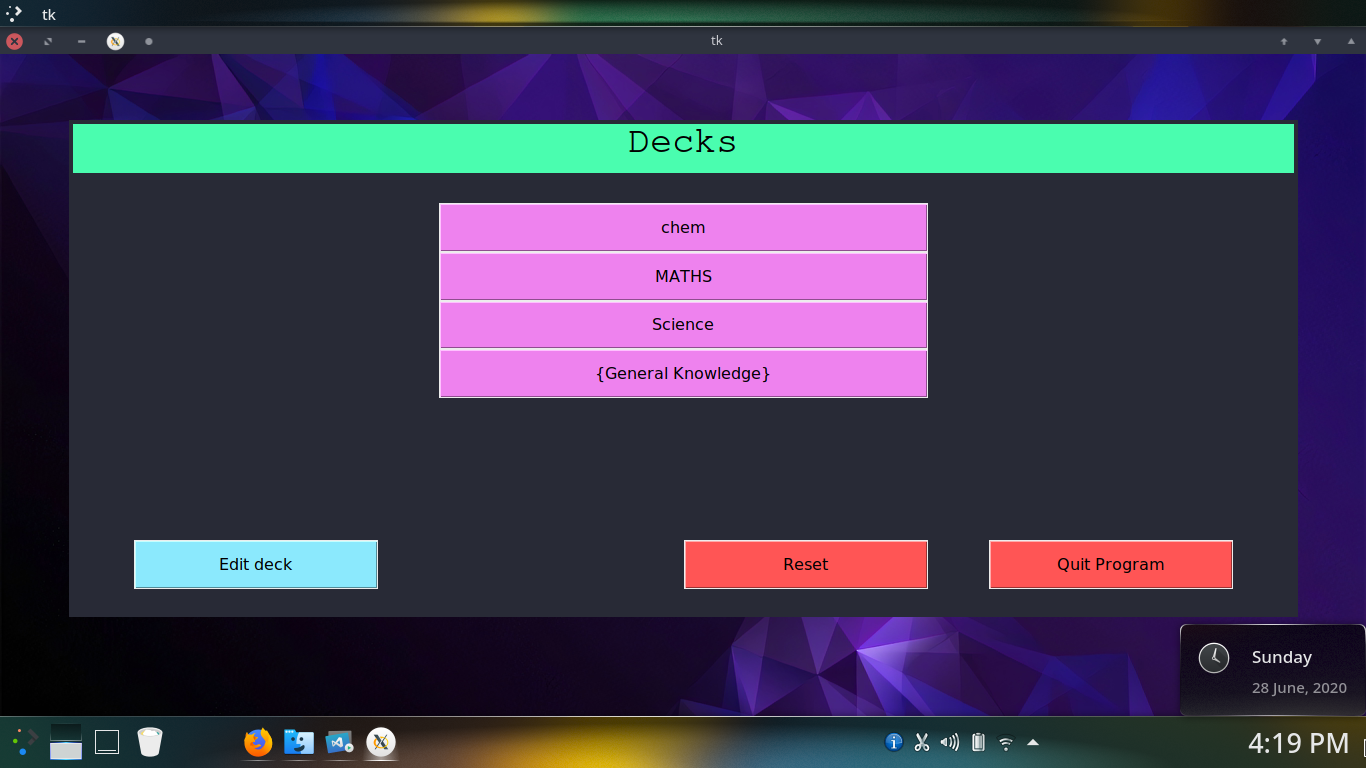 tk
tk
Decks
chem
MATHS
Science
{General Knowledge}
Edit deck
Reset
Quit Program
Sunday
28 June, 2020
4:19 PM